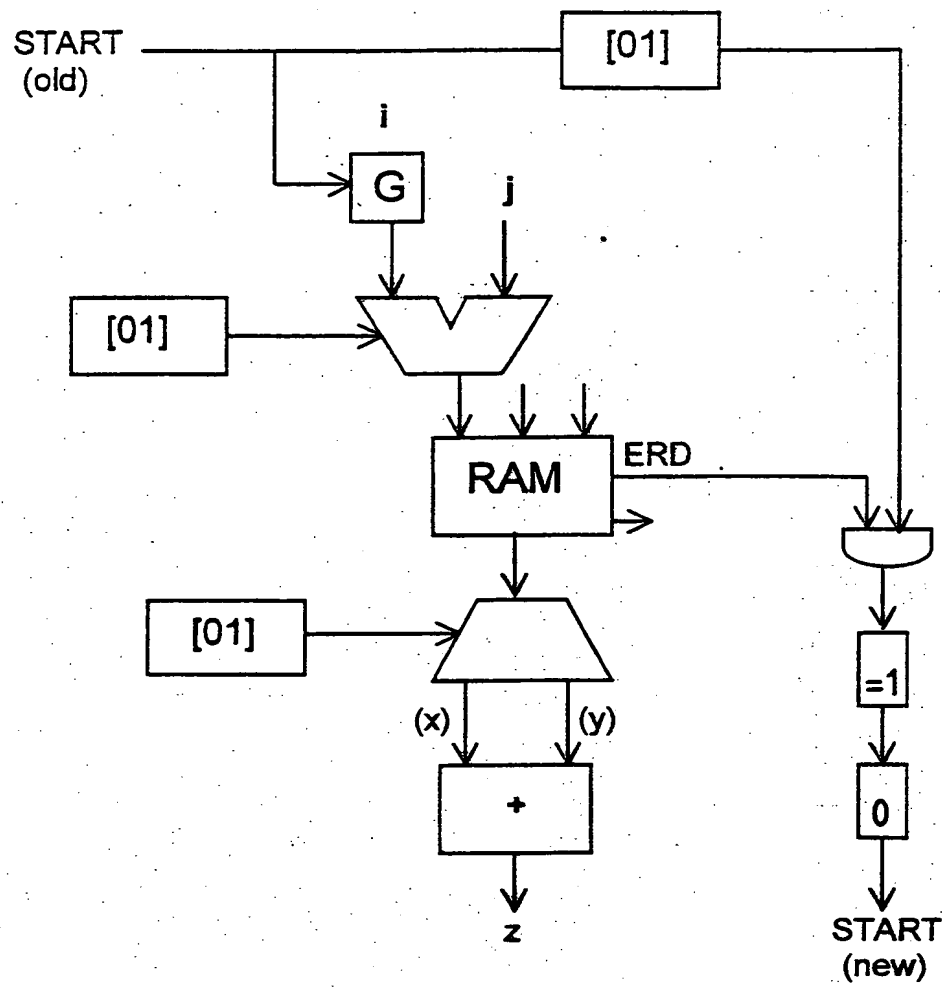 START
(old)
[01]
i
G
j
[01]
RAM
ERD
[01]
(x)
(y)
=1
+
0
z
START
(new)